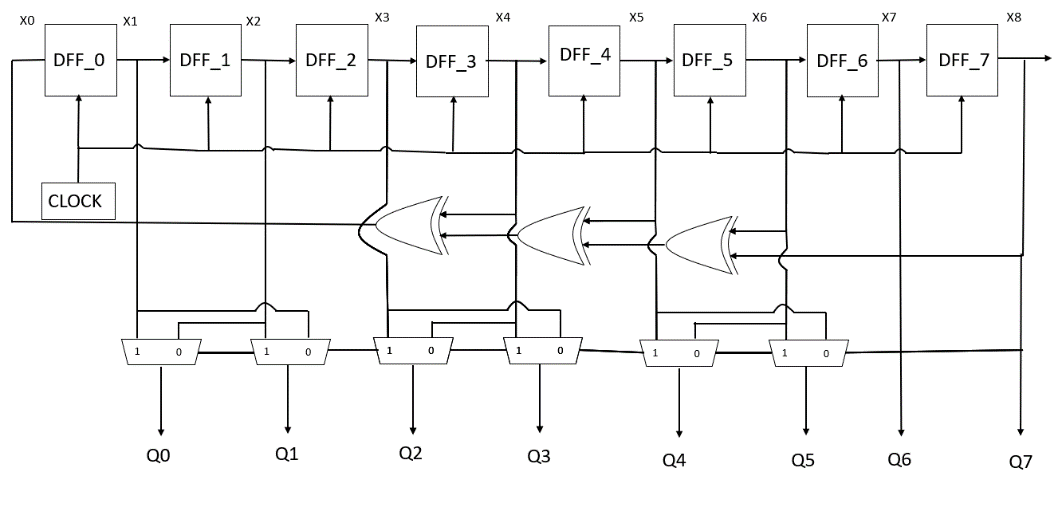 X0 X1 X2 X3 X4 X5 X6 X7 X8
DFF_0 DFF_1 DFF_2 DFF_3 DFF_4 DFF_5 DFF_6 DFF_7
CLOCK
1 0 1 0 1 0 1 0 1 0 1 0
Q0 Q1 Q2 Q3 Q4 Q5 Q6 Q7